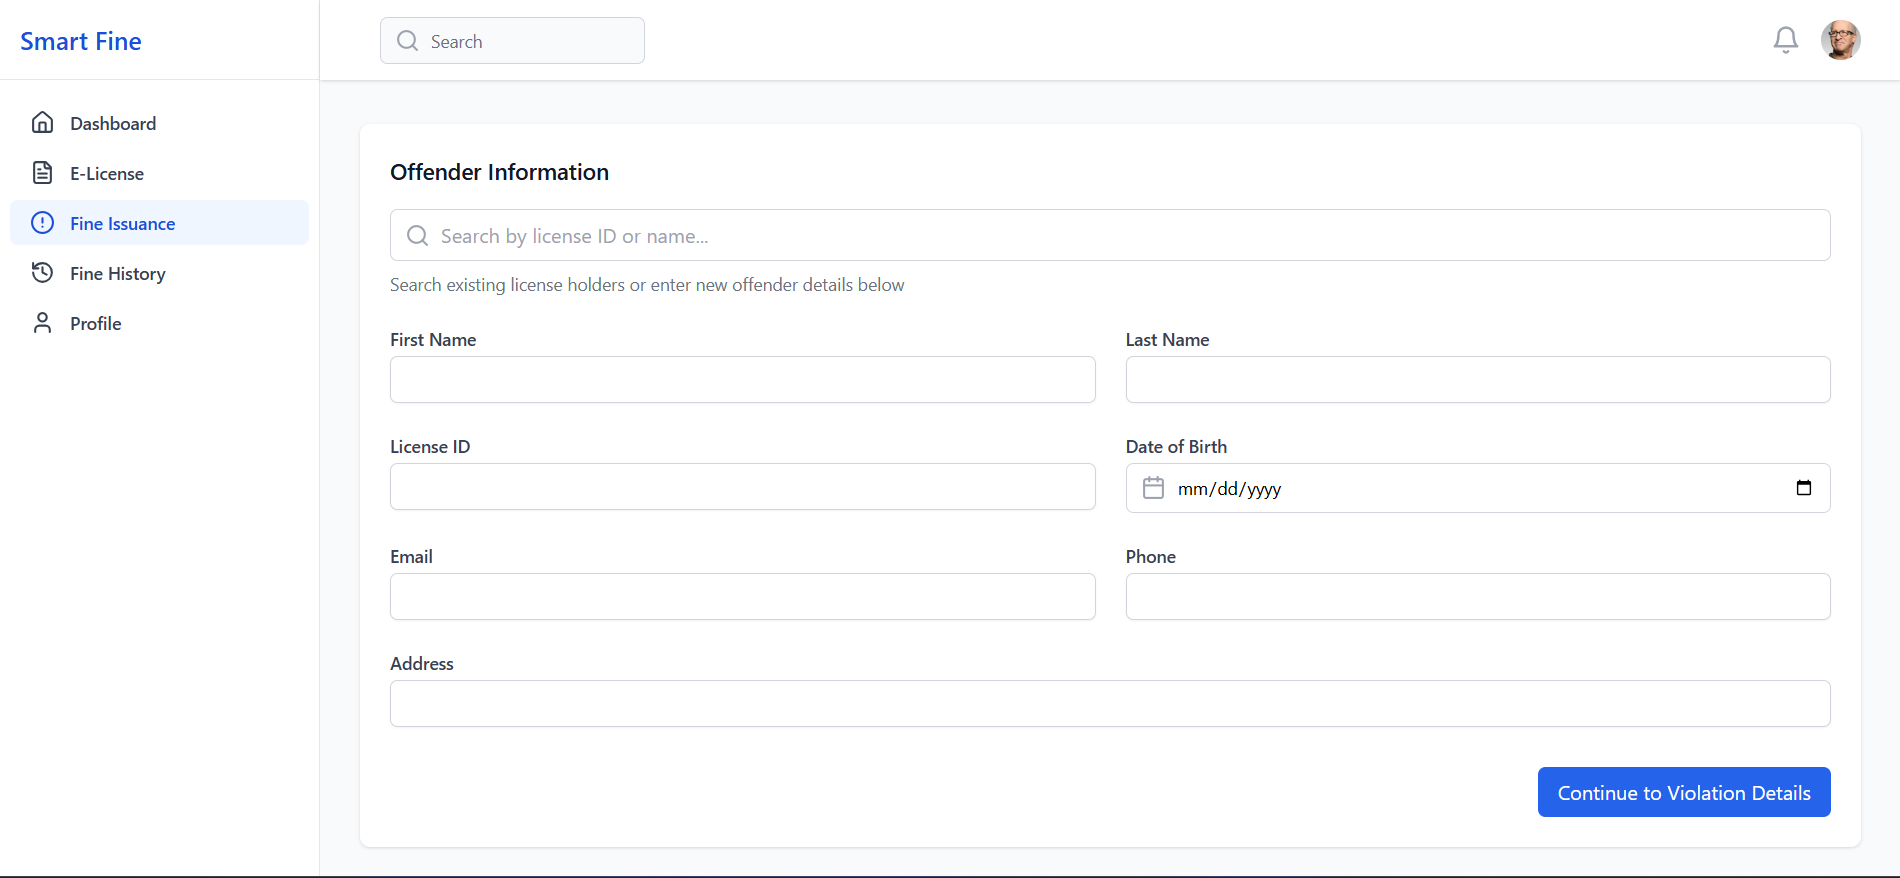 Smart Fine
Search
Dashboard
E-License
Fine Issuance
Fine History
Profile
Offender Information
Search by license ID or name...
Search existing license holders or enter new offender details below
First Name
Last Name
License ID
Date of Birth
mm/dd/yyyy
Email
Phone
Address
Continue to Violation Details